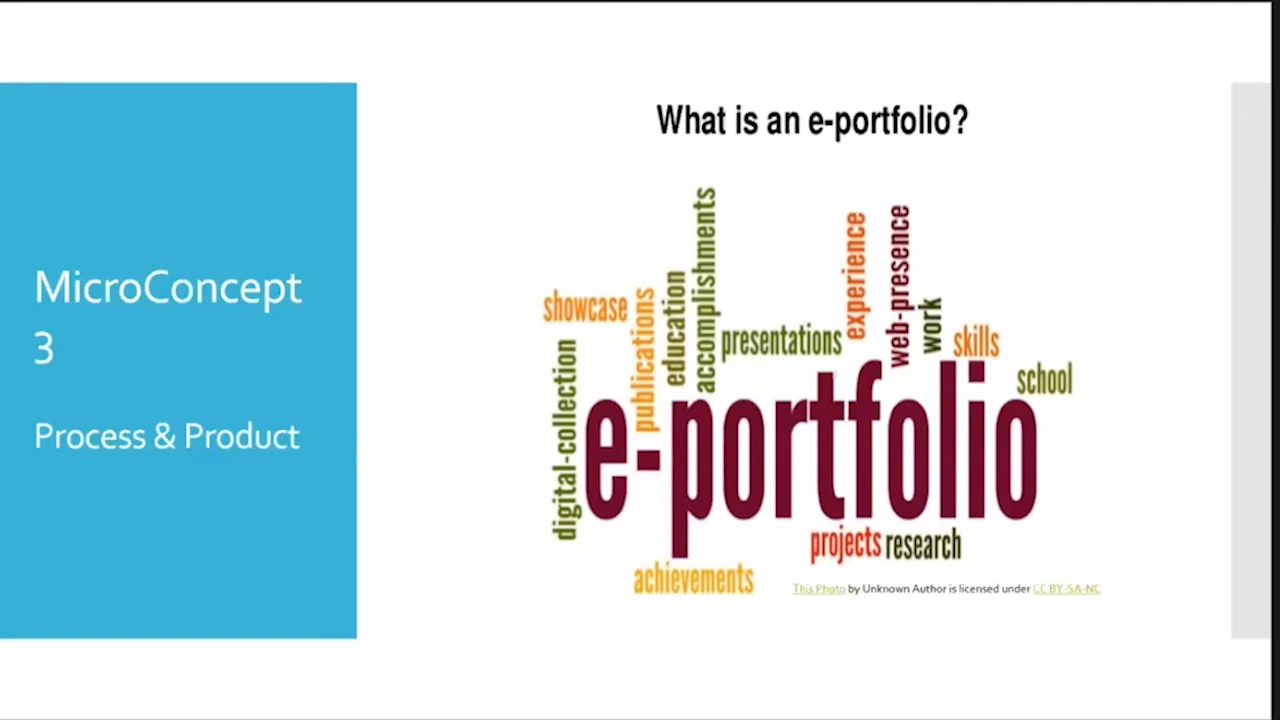 MicroConcept
3
Process & Product
What is an e-portfolio?
showcase
publications
education
accomplishments
presentations
experience
web-presence
work
skills
school
digital-collection
e-portfolio
projects
research
achievements
This Photo by Unknown Author is licensed under CC BY-SA-NC